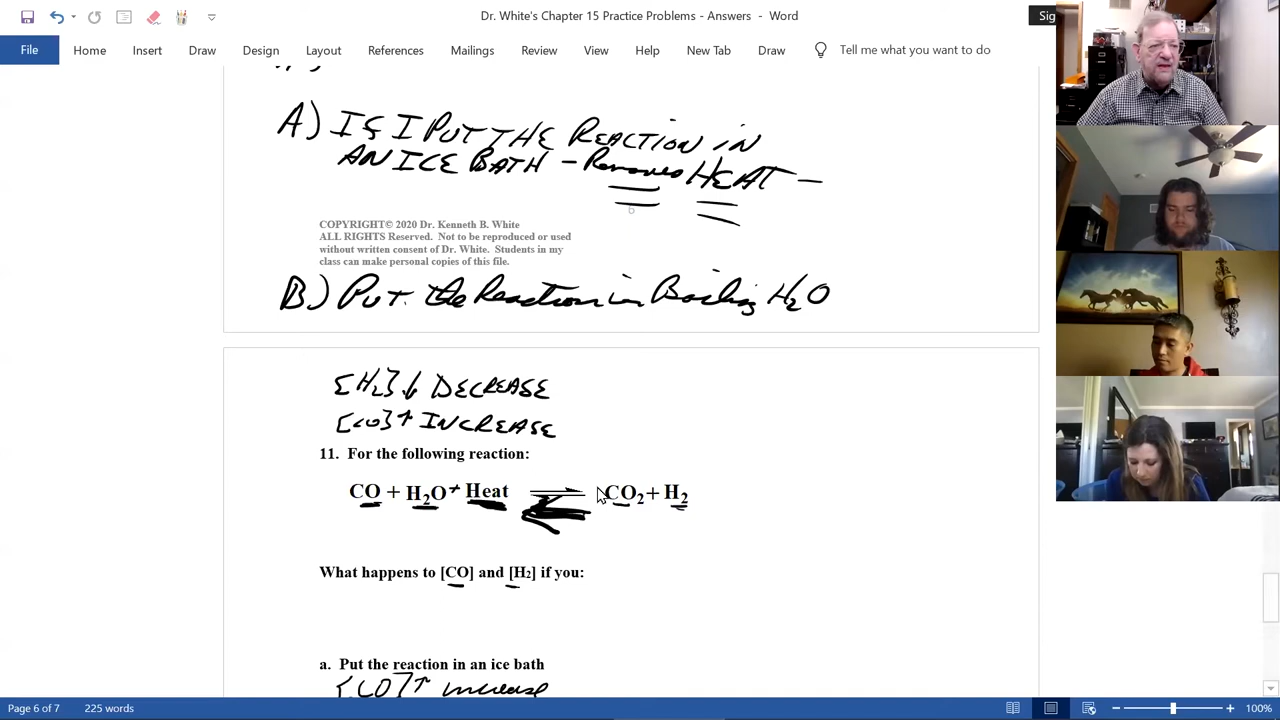 Dr. White's Chapter 15 Practice Problems - Answers - Word
Sig
File Home Insert Draw Design Layout References Mailings Review View Help New Tab Draw Tell me what you want to do
A) IS I PUT THE REACTION IN
AN ICE BATH - Removes HEAT -
COPYRIGHT© 2020 Dr. Kenneth B. White
ALL RIGHTS Reserved. Not to be reproduced or used
without written consent of Dr. White. Students in my
class can make personal copies of this file.
B.) Put the Reaction in Boiling H2O
[H2]↓ DECREASE
[CO]↑ INCREASE
11. For the following reaction:
CO + H2O + Heat ⇌ CO2 + H2
What happens to [CO] and [H2] if you:
a. Put the reaction in an ice bath
[CO]↑ increase
Page 6 of 7 225 words 100%